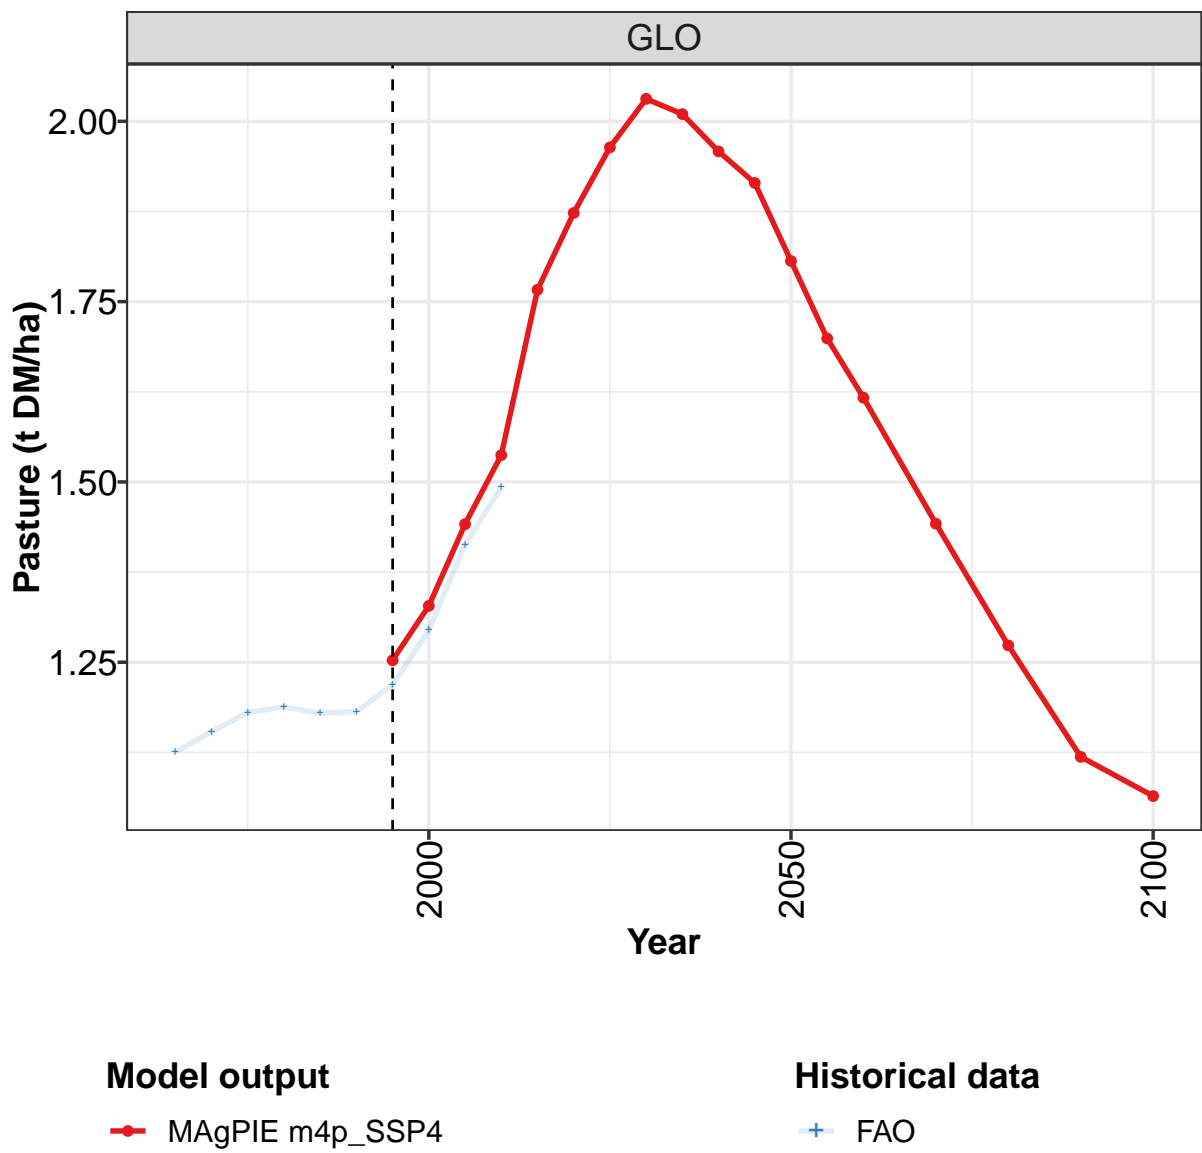 GLO
Pasture (t DM/ha)
2.00
1.75
1.50
1.25
2000
2050
2100
Year
Model output
MAgPIE m4p_SSP4
Historical data
FAO